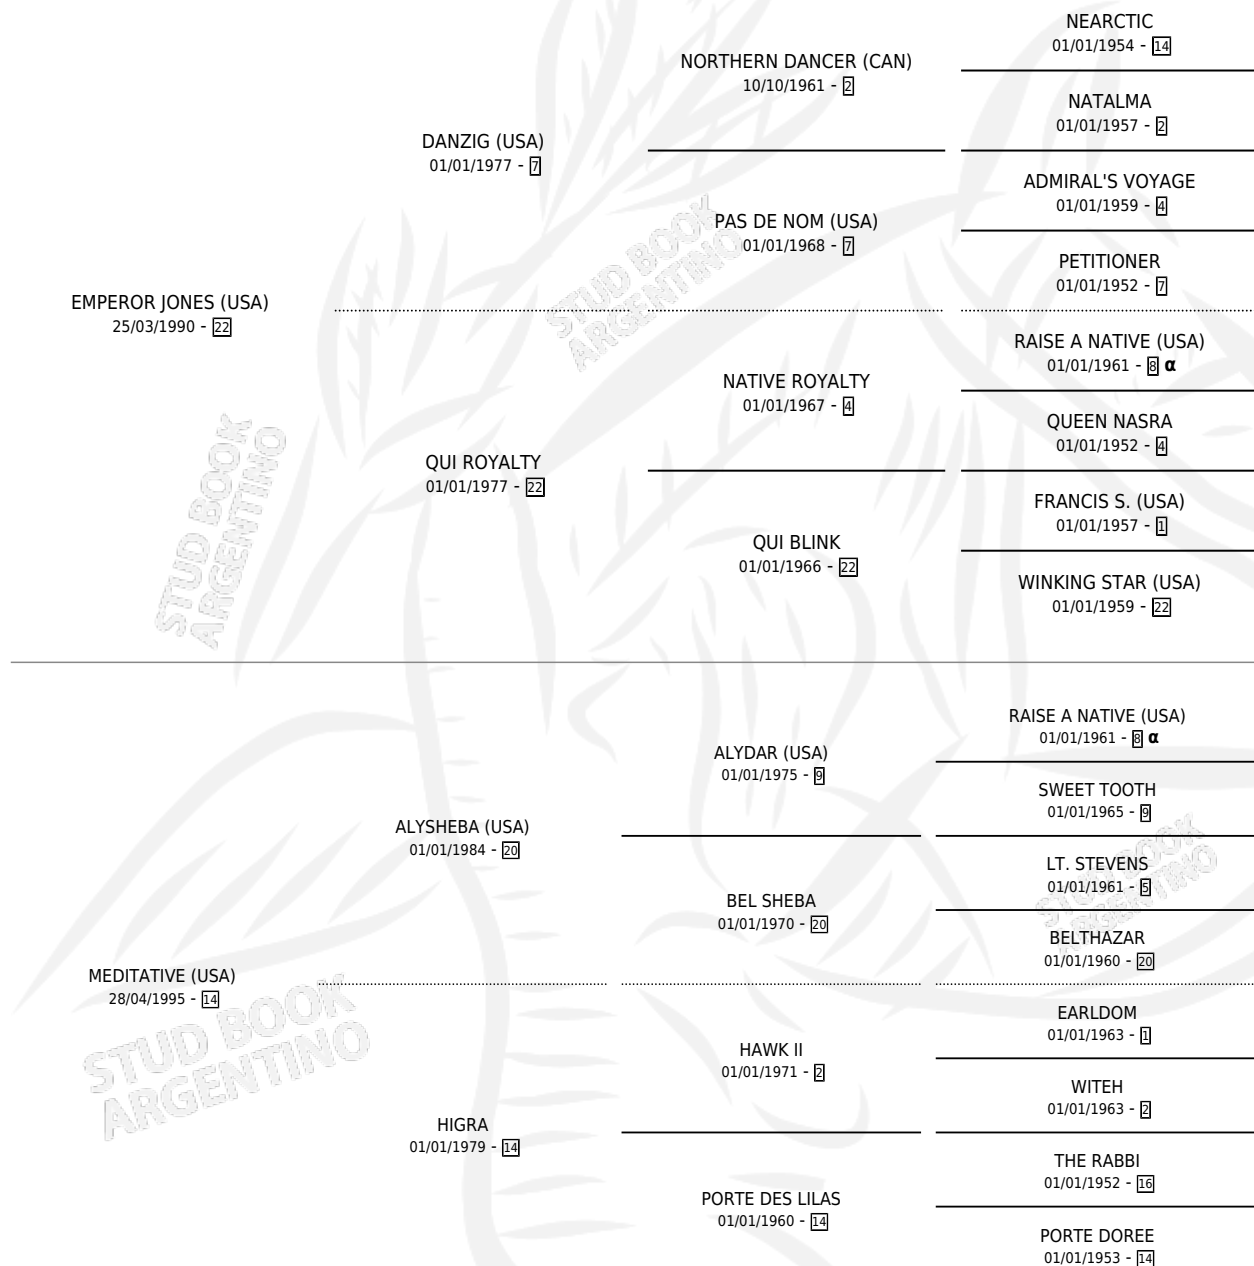 NEARCTIC
01/01/1954 - 14
NORTHERN DANCER (CAN)
10/10/1961 - 2
NATALMA
01/01/1957 - 2
DANZIG (USA)
01/01/1977 - 7
ADMIRAL'S VOYAGE
01/01/1959 - 4
PAS DE NOM (USA)
01/01/1968 - 7
PETITIONER
01/01/1952 - 7
EMPEROR JONES (USA)
25/03/1990 - 22
RAISE A NATIVE (USA)
01/01/1961 - 8 α
NATIVE ROYALTY
01/01/1967 - 4
QUEEN NASRA
01/01/1952 - 4
QUI ROYALTY
01/01/1977 - 22
FRANCIS S. (USA)
01/01/1957 - 1
QUI BLINK
01/01/1966 - 22
WINKING STAR (USA)
01/01/1959 - 22
STUD BOOK
ARGENTINO
STUD BOOK
ARGENTINO
RAISE A NATIVE (USA)
01/01/1961 - 8 α
ALYDAR (USA)
01/01/1975 - 9
SWEET TOOTH
01/01/1965 - 9
ALYSHEBA (USA)
01/01/1984 - 20
LT. STEVENS
01/01/1961 - 5
BEL SHEBA
01/01/1970 - 20
BELTHAZAR
01/01/1960 - 20
MEDITATIVE (USA)
28/04/1995 - 14
EARLDOM
01/01/1963 - 1
HAWK II
01/01/1971 - 2
WITEH
01/01/1963 - 2
HIGRA
01/01/1979 - 14
THE RABBI
01/01/1952 - 16
PORTE DES LILAS
01/01/1960 - 14
PORTE DOREE
01/01/1953 - 14
STUD BOOK
ARGENTINO
STUD BOOK
ARGENTINO